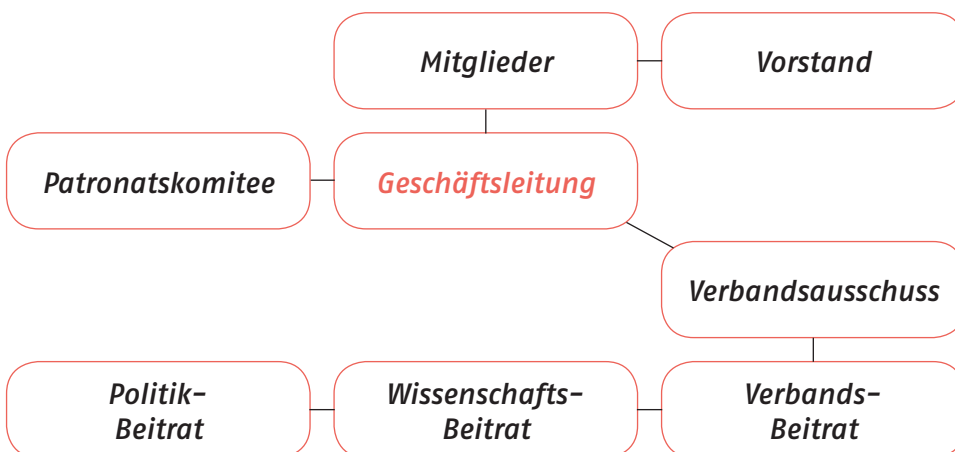 Mitglieder
Vorstand
Patronatskomitee
Geschäftsleitung
Verbandsausschuss
Politik-
Beitrat
Wissenschafts-
Beitrat
Verbands-
Beitrat